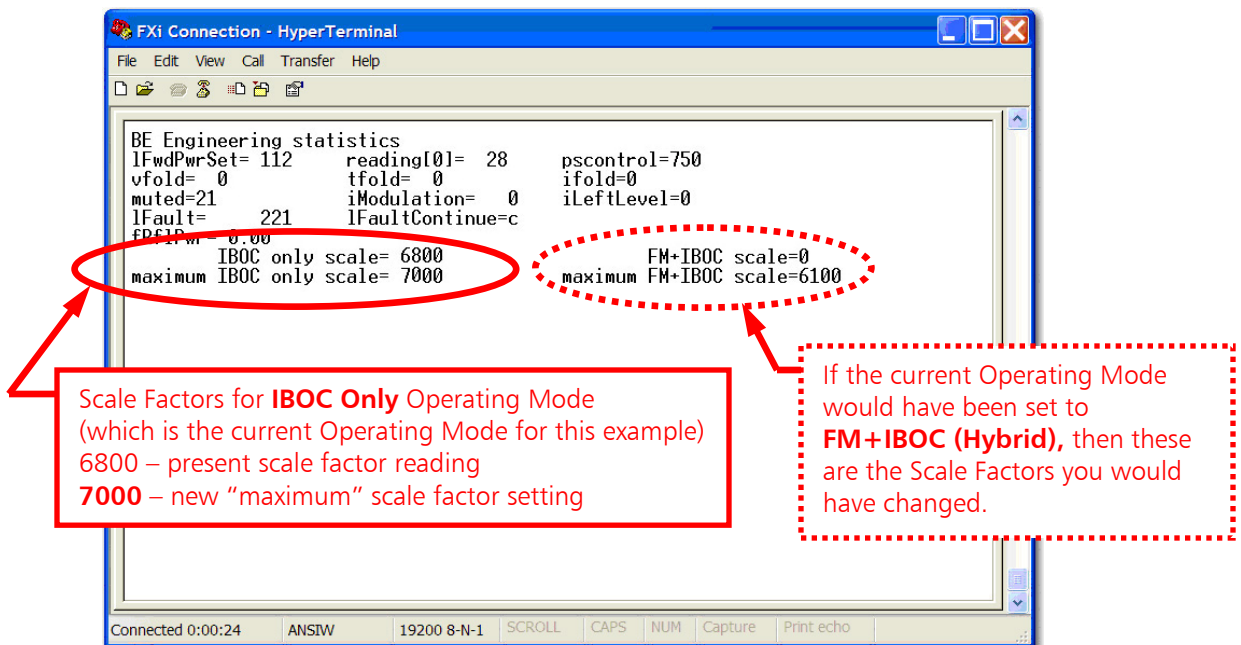 FXi Connection - HyperTerminal
File Edit View Call Transfer Help
BE Engineering statistics
lFwdPwrSet= 112 reading[0]= 28 pscontrol=750
vfold= 0 tfold= 0 ifold=0
muted=21 iModulation= 0 iLeftLevel=0
lFault= 221 lFaultContinue=c
fRflPwr= 0.00
IBOC only scale= 6800 FM+IBOC scale=0
maximum IBOC only scale= 7000 maximum FM+IBOC scale=6100
Scale Factors for IBOC Only Operating Mode
(which is the current Operating Mode for this example)
6800 – present scale factor reading
7000 – new “maximum” scale factor setting
If the current Operating Mode
would have been set to
FM+IBOC (Hybrid), then these
are the Scale Factors you would
have changed.
Connected 0:00:24 ANSIW 19200 8-N-1 SCROLL CAPS NUM Capture Print echo